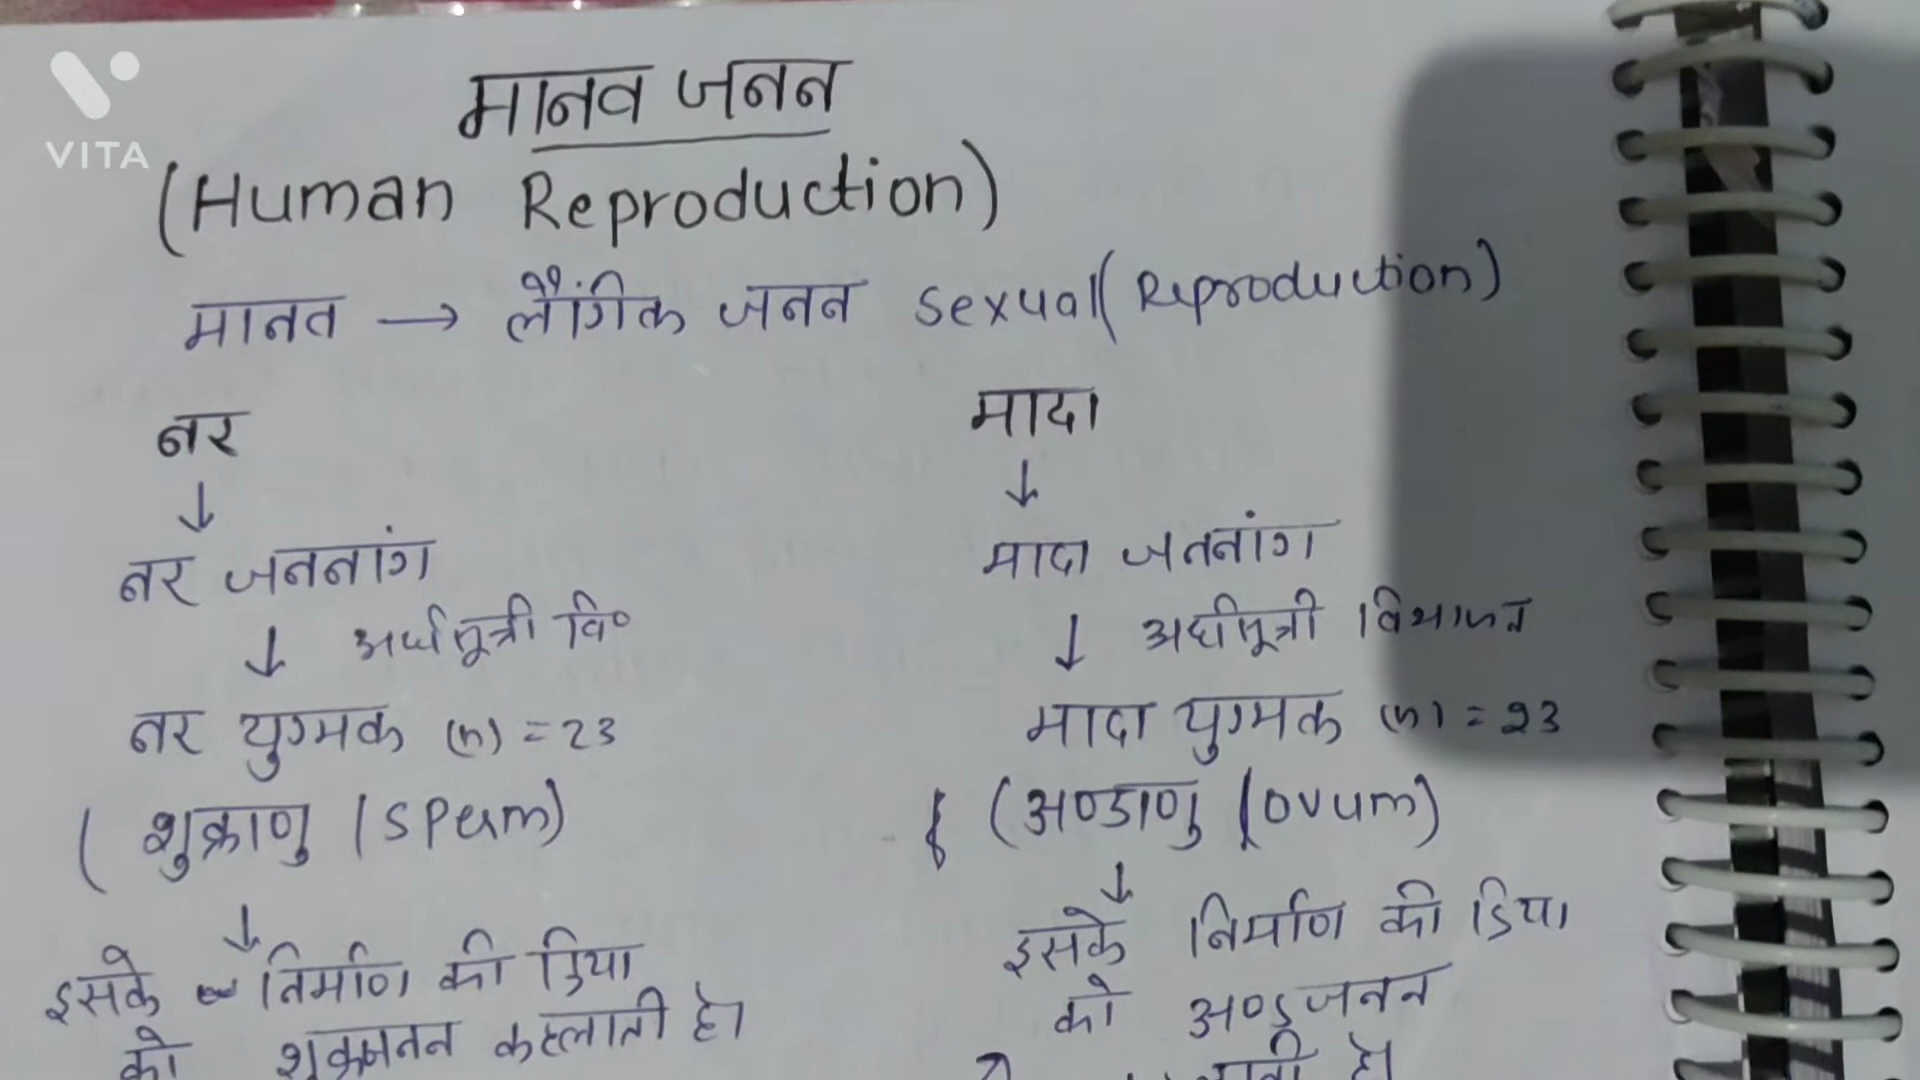 VITA
मानव जनन
(Human Reproduction)
मानव → लैंगिक जनन Sexual (Reproduction)
नर
↓
नर जननांग
↓ अर्धसूत्री वि०
नर युग्मक (n) = 23
(शुक्राणु / Sperm)
↓
इसके निर्माण की क्रिया
को शुक्रजनन कहलाती है।
मादा
↓
मादा जननांग
↓ अर्धसूत्री विभाजन
मादा युग्मक (n) = 23
(अण्डाणु (Ovum)
↓
इसके निर्माण की क्रिया
को अण्डजनन
है।